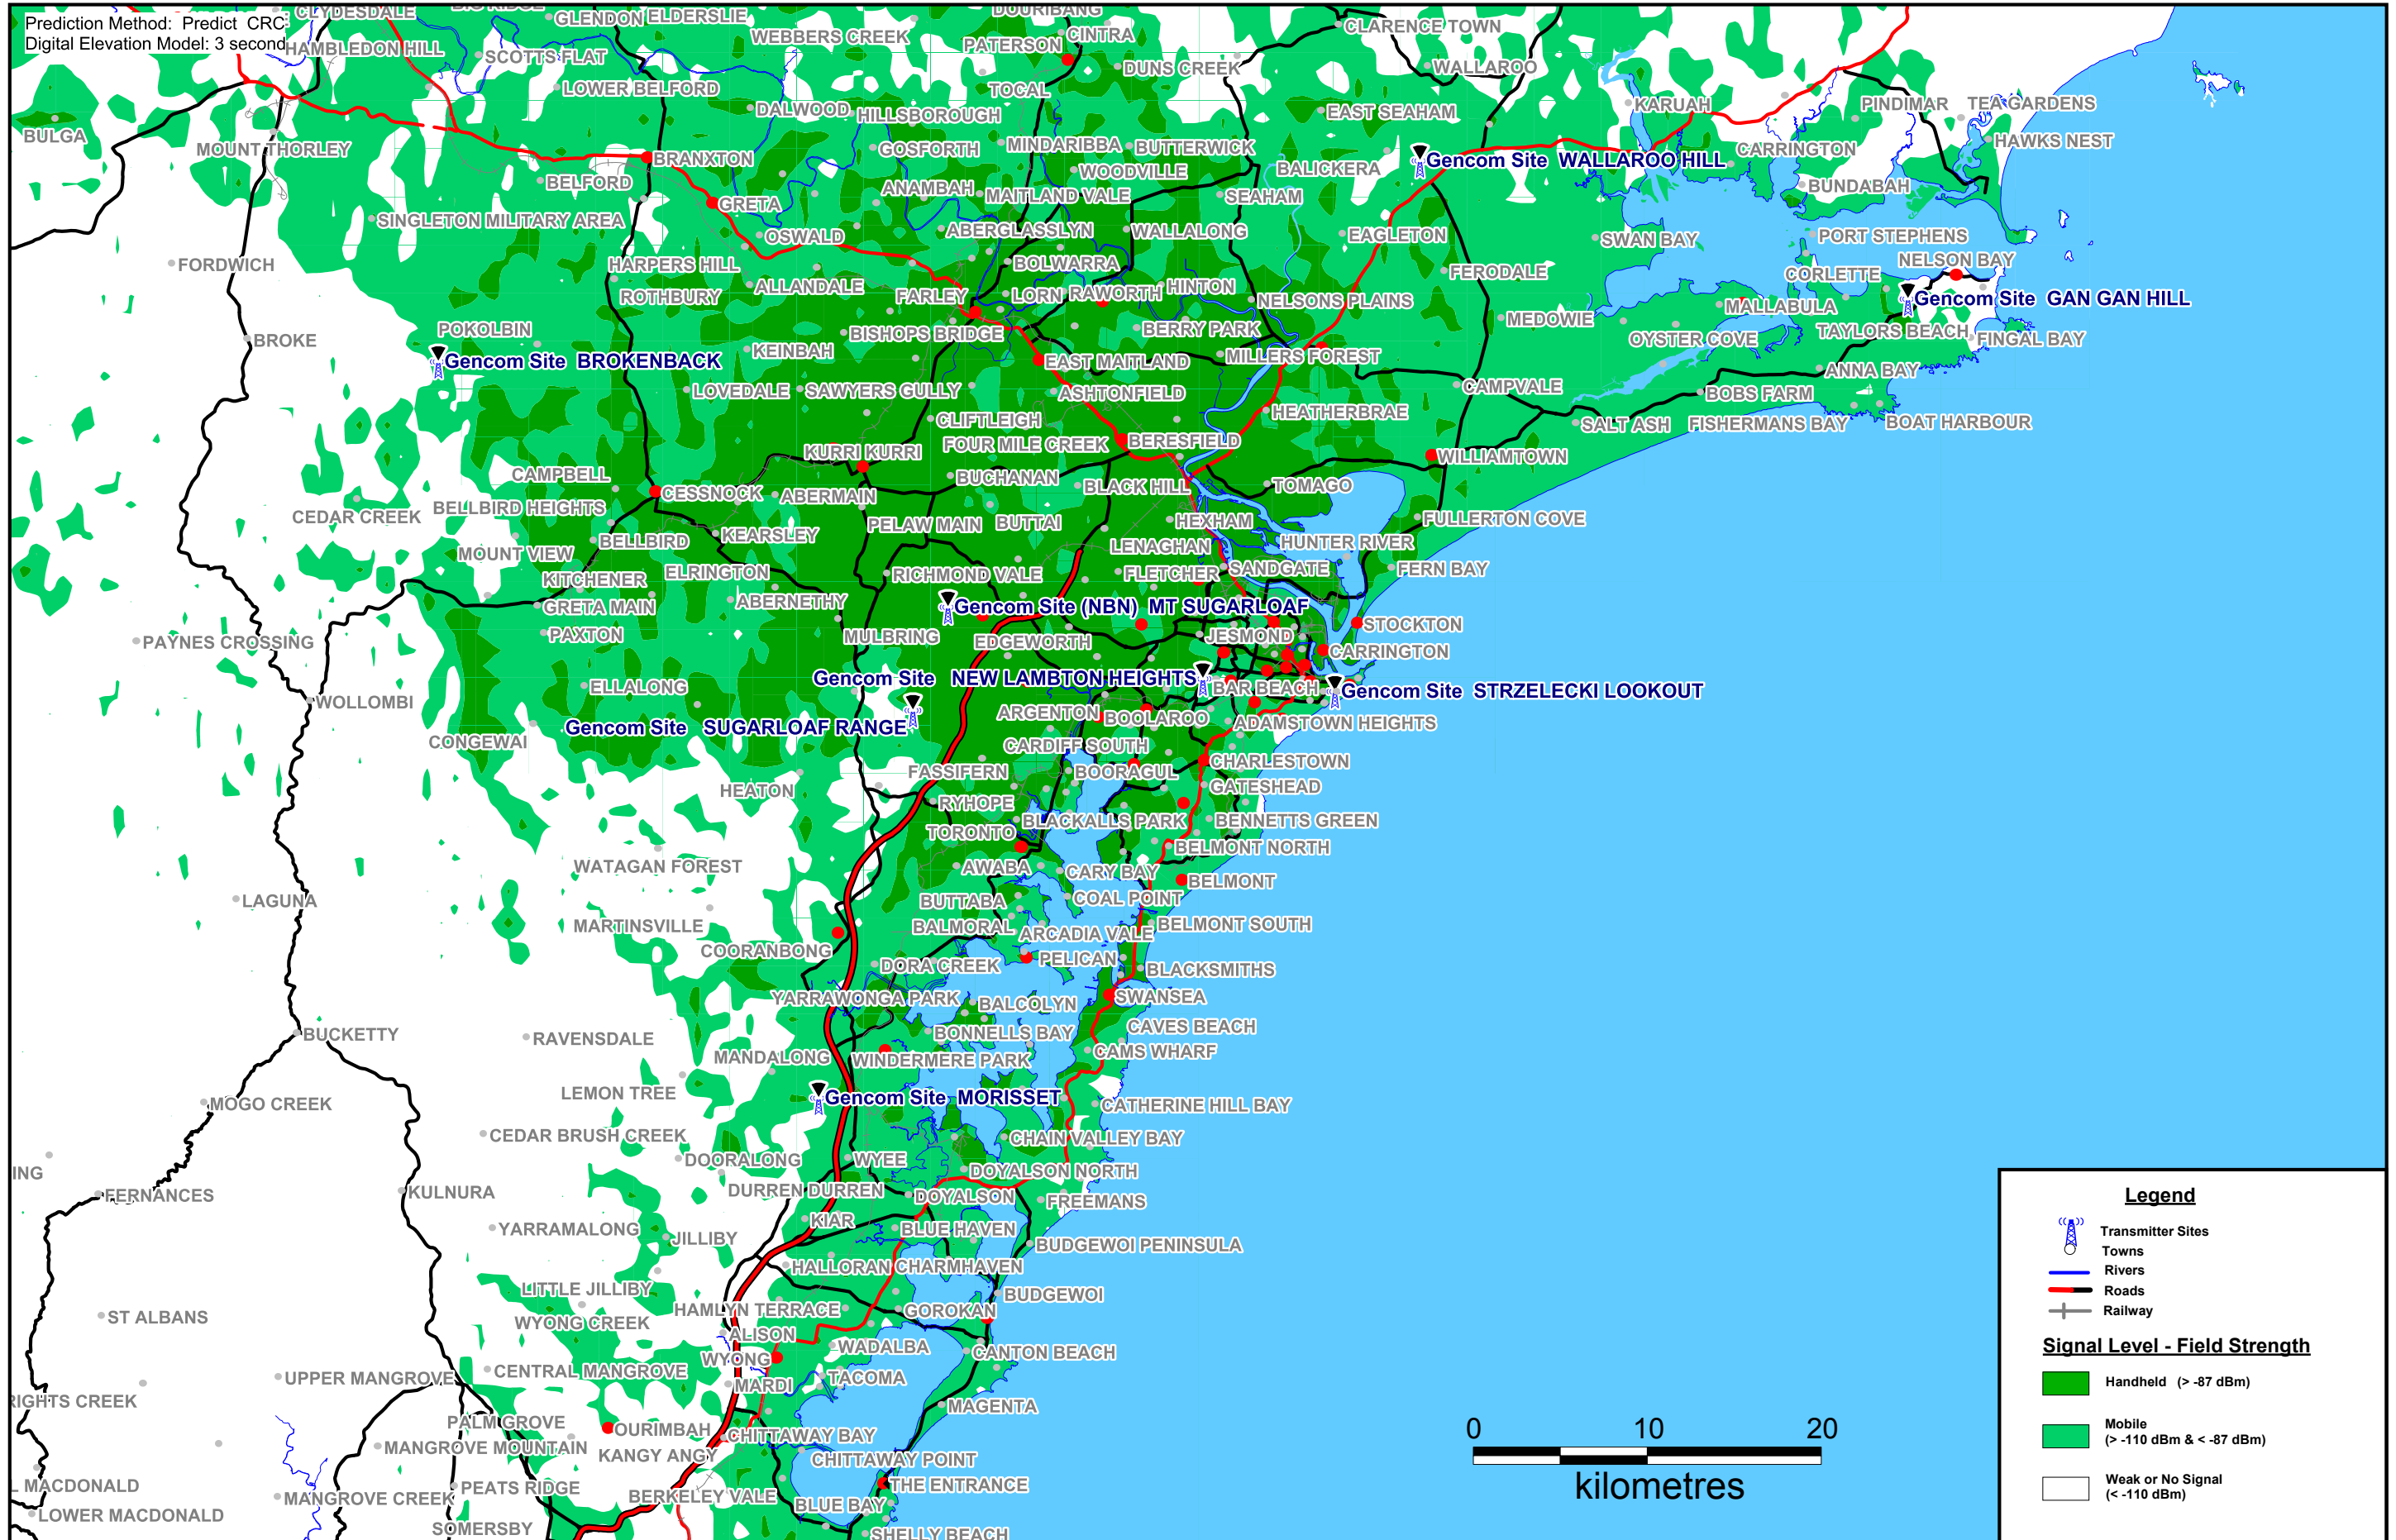 Prediction Method: Predict CRC
Digital Elevation Model: 3 second
CLYDESDALE
GLENDON
ELDERSLIE
DOURIBANG
WEBBERS CREEK
CINTRA
PATERSON
CLARENCE TOWN
HAMBLEDON HILL
SCOTTS FLAT
DUNS CREEK
WALLAROO
LOWER BELFORD
TOCAL
DALWOOD
HILLSBOROUGH
EAST SEAHAM
KARUAH
PINDIMAR
TEA GARDENS
BULGA
MOUNT THORLEY
BRANXTON
GOSFORTH
MINDARIBBA
BUTTERWICK
CARRINGTON
HAWKS NEST
Gencom Site WALLAROO HILL
BELFORD
WOODVILLE
BALICKERA
ANAMBAH
MAITLAND VALE
SEAHAM
BUNDABAH
GRETA
SINGLETON MILITARY AREA
OSWALD
ABERGLASSLYN
WALLALONG
EAGLETON
SWAN BAY
PORT STEPHENS
FORDWICH
HARPERS HILL
BOLWARRA
FERODALE
CORLETTE
NELSON BAY
ROTHBURY
ALLANDALE
FARLEY
LORN
RAWORTH
HINTON
NELSONS PLAINS
Gencom Site GAN GAN HILL
MALLABULA
POKOLBIN
BISHOPS BRIDGE
BERRY PARK
MEDOWIE
OYSTER COVE
TAYLORS BEACH
FINGAL BAY
BROKE
Gencom Site BROKENBACK
KEINBAH
EAST MAITLAND
MILLERS FOREST
ANNA BAY
LOVEDALE
SAWYERS GULLY
ASHTONFIELD
CAMPVALE
BOBS FARM
CLIFTLEIGH
HEATHERBRAE
SALT ASH
FISHERMANS BAY
BOAT HARBOUR
KURRI KURRI
FOUR MILE CREEK
BERESFIELD
WILLIAMTOWN
CAMPBELL
CESSNOCK
ABERMAIN
BUCHANAN
BLACK HILL
TOMAGO
CEDAR CREEK
BELLBIRD HEIGHTS
PELAW MAIN
BUTTAI
HEXHAM
FULLERTON COVE
MOUNT VIEW
BELLBIRD
KEARSLEY
LENAGHAN
HUNTER RIVER
KITCHENER
ELRINGTON
RICHMOND VALE
FLETCHER
SANDGATE
FERN BAY
GRETA MAIN
ABERNETHY
Gencom Site (NBN) MT SUGARLOAF
PAYNES CROSSING
PAXTON
MULBRING
EDGEWORTH
JESMOND
STOCKTON
CARRINGTON
ELLALONG
Gencom Site NEW LAMBTON HEIGHTS
BAR BEACH
Gencom Site STRZELECKI LOOKOUT
WOLLOMBI
Gencom Site SUGARLOAF RANGE
ARGENTON
BOOLAROO
ADAMSTOWN HEIGHTS
CONGEWAI
CARDIFF SOUTH
CHARLESTOWN
HEATON
FASSIFERN
BOORAGUL
GATESHEAD
RYHOPE
BLACKALLS PARK
BENNETTS GREEN
TORONTO
BELMONT NORTH
WATAGAN FOREST
AWABA
CARY BAY
BELMONT
LAGUNA
BUTTABA
COAL POINT
MARTINSVILLE
BALMORAL
ARCADIA VALE
BELMONT SOUTH
COORANBONG
DORA CREEK
PELICAN
BLACKSMITHS
YARRAWONGA PARK
BALCOLYN
SWANSEA
BUCKETTY
RAVENSDALE
BONNELLS BAY
CAVES BEACH
MANDALONG
WINDERMERE PARK
CAMS WHARF
LEMON TREE
Gencom Site MORISSET
MOGO CREEK
CATHERINE HILL BAY
CEDAR BRUSH CREEK
CHAIN VALLEY BAY
ING
DOORALONG
WYEE
DOYALSON NORTH
FERNANCES
KULNURA
DURREN DURREN
DOYALSON
FREEMANS
YARRAMALONG
JILLIBY
KIAR
BLUE HAVEN
BUDGEWOI PENINSULA
HALLORAN
CHARMHAVEN
LITTLE JILLIBY
BUDGEWOI
ST ALBANS
WYONG CREEK
HAMLYN TERRACE
GOROKAN
ALISON
WADALBA
CANTON BEACH
UPPER MANGROVE
CENTRAL MANGROVE
WYONG
MARDI
TACOMA
RIGHTS CREEK
MAGENTA
PALM GROVE
OURIMBAH
CHITTAWAY BAY
MANGROVE MOUNTAIN
KANGY ANGY
CHITTAWAY POINT
L MACDONALD
PEATS RIDGE
THE ENTRANCE
MANGROVE CREEK
BERKELEY VALE
BLUE BAY
LOWER MACDONALD
SOMERSBY
SHELLY BEACH
0 10 20
kilometres
Legend
Transmitter Sites
Towns
Rivers
Roads
Railway
Signal Level - Field Strength
Handheld (> -87 dBm)
Mobile
(> -110 dBm & < -87 dBm)
Weak or No Signal
(< -110 dBm)